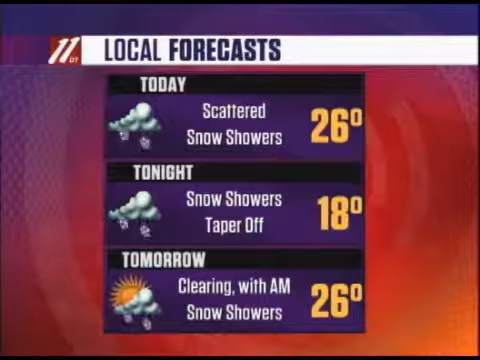 11 DT
LOCAL FORECASTS
TODAY
Scattered
Snow Showers
26°
TONIGHT
Snow Showers
Taper Off
18°
TOMORROW
Clearing, with AM
Snow Showers
26°